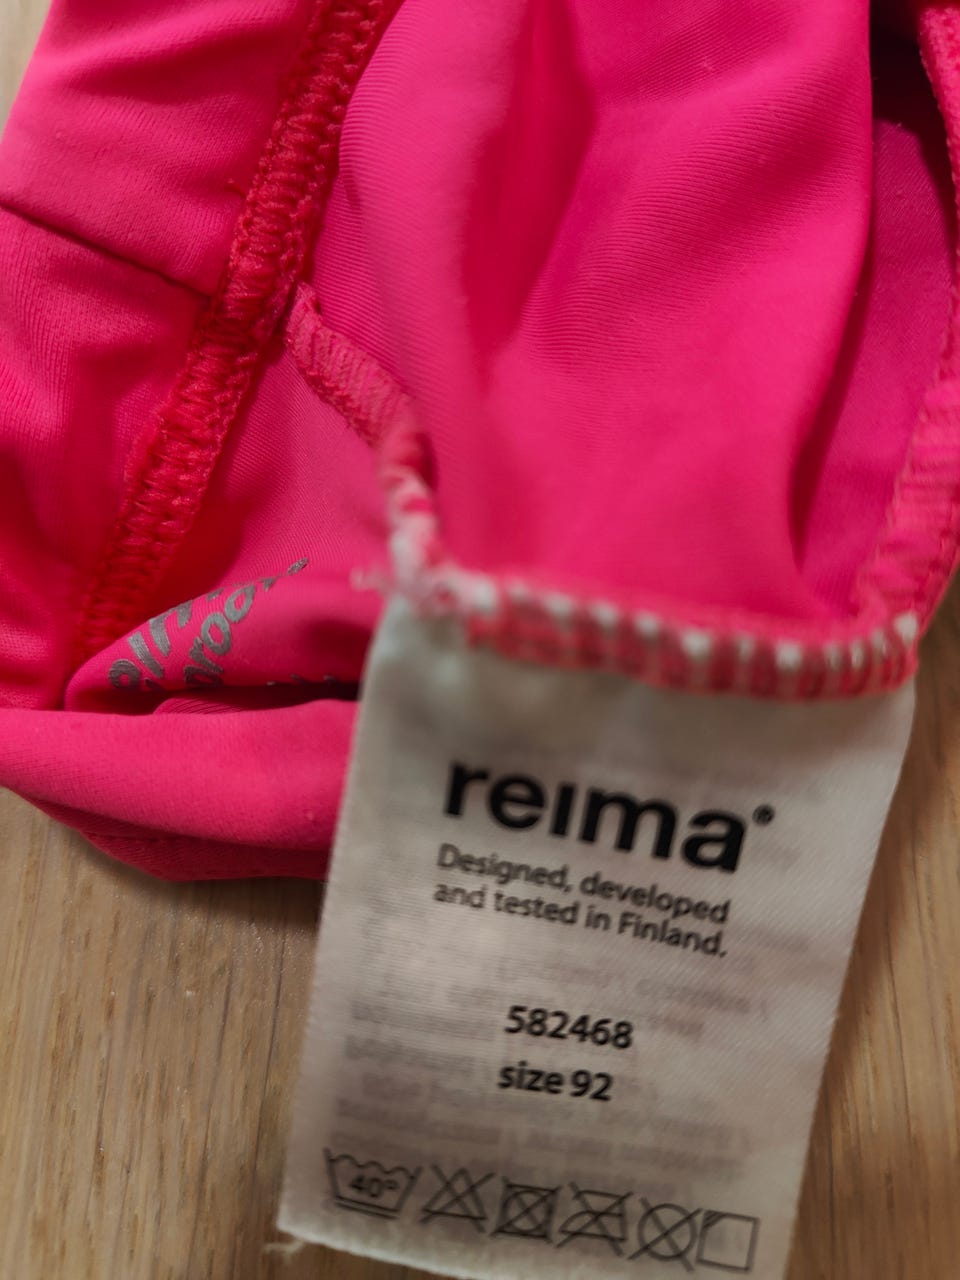 reima®
Designed, developed
and tested in Finland.
582468
size 92
40°